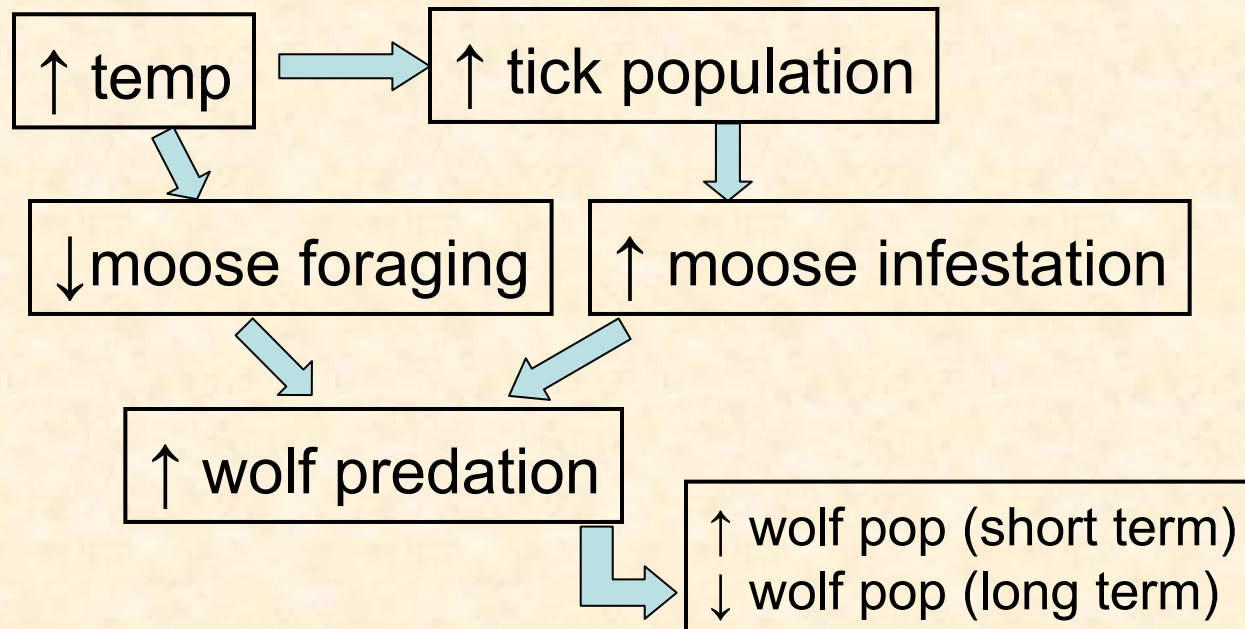 ↑ temp
↑ tick population
↓moose foraging
↑ moose infestation
↑ wolf predation
↑ wolf pop (short term)
↓ wolf pop (long term)